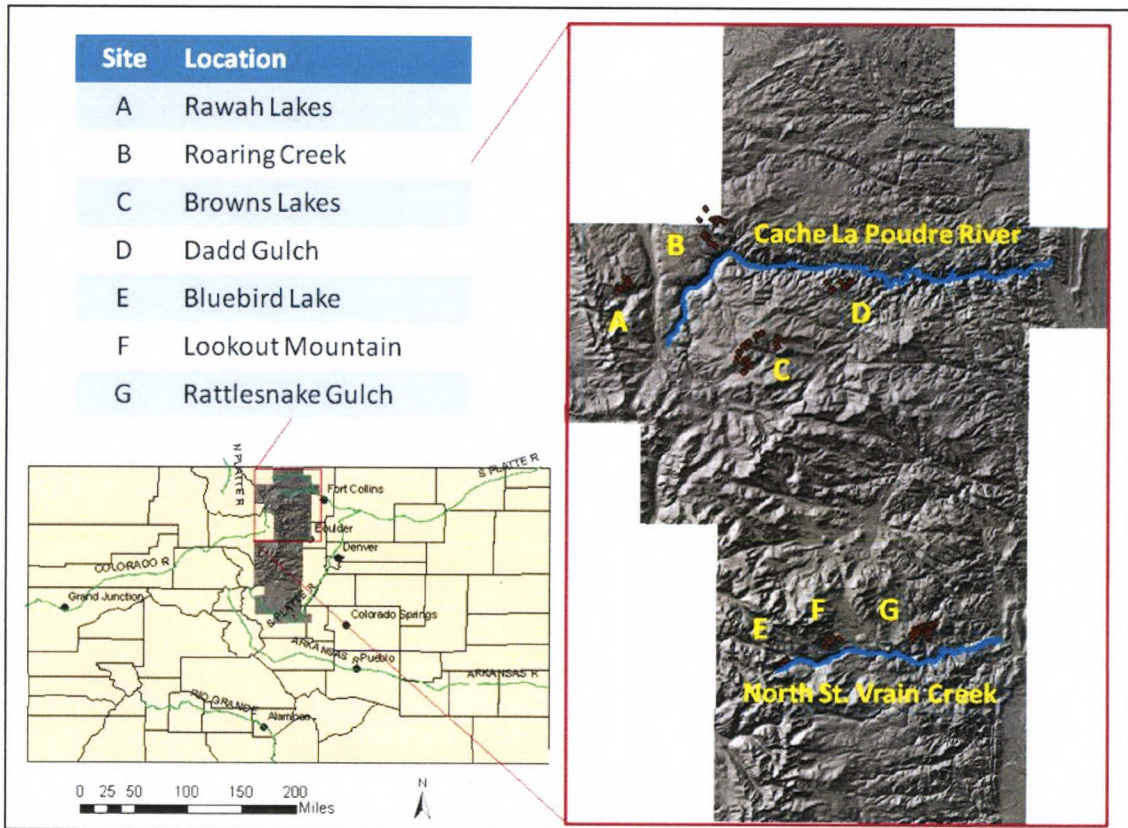 Site Location
A Rawah Lakes
B Roaring Creek
C Browns Lakes
D Dadd Gulch
E Bluebird Lake
F Lookout Mountain
G Rattlesnake Gulch
B
Cache La Poudre River
A
D
C
F
G
E
North St. Vrain Creek
N PLATTE R
S PLATTE R
Fort Collins
Boulder
Denver
COLORADO R
Grand Junction
S PLATTE R
Colorado Springs
ARKANSAS R
Pueblo
ARKANSAS R
RIO GRANDE
Alamosa
0 25 50 100 150 200
Miles
N